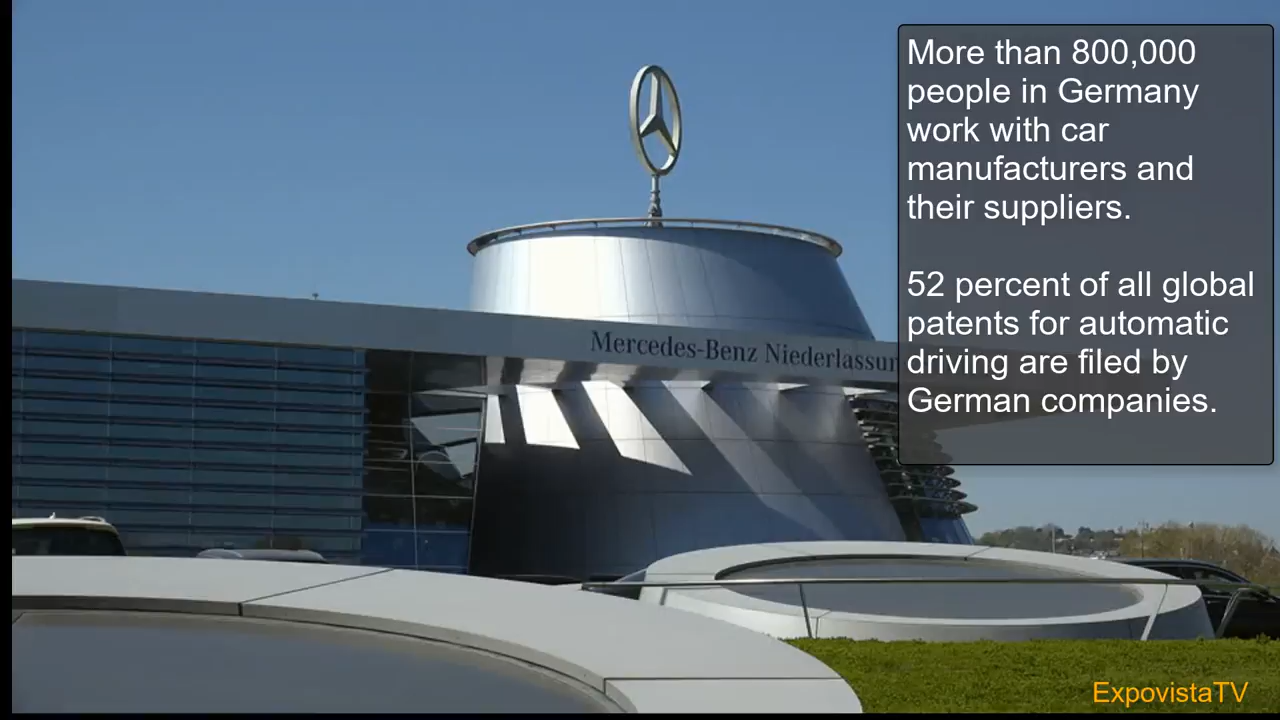 More than 800,000
people in Germany
work with car
manufacturers and
their suppliers.
52 percent of all global
patents for automatic
driving are filed by
German companies.
Mercedes-Benz
ExpovistaTV